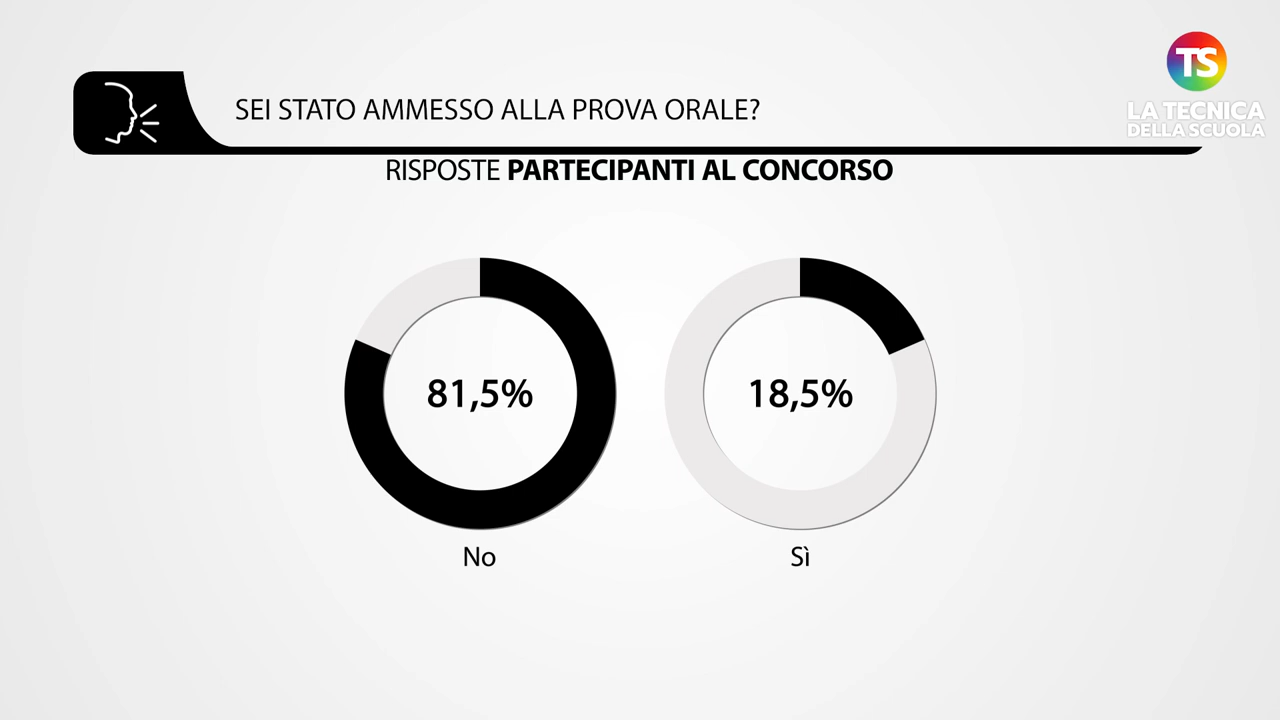 TS
LA TECNICA
DELLA SCUOLA
SEI STATO AMMESSO ALLA PROVA ORALE?
RISPOSTE PARTECIPANTI AL CONCORSO
81,5%
18,5%
No
Sì